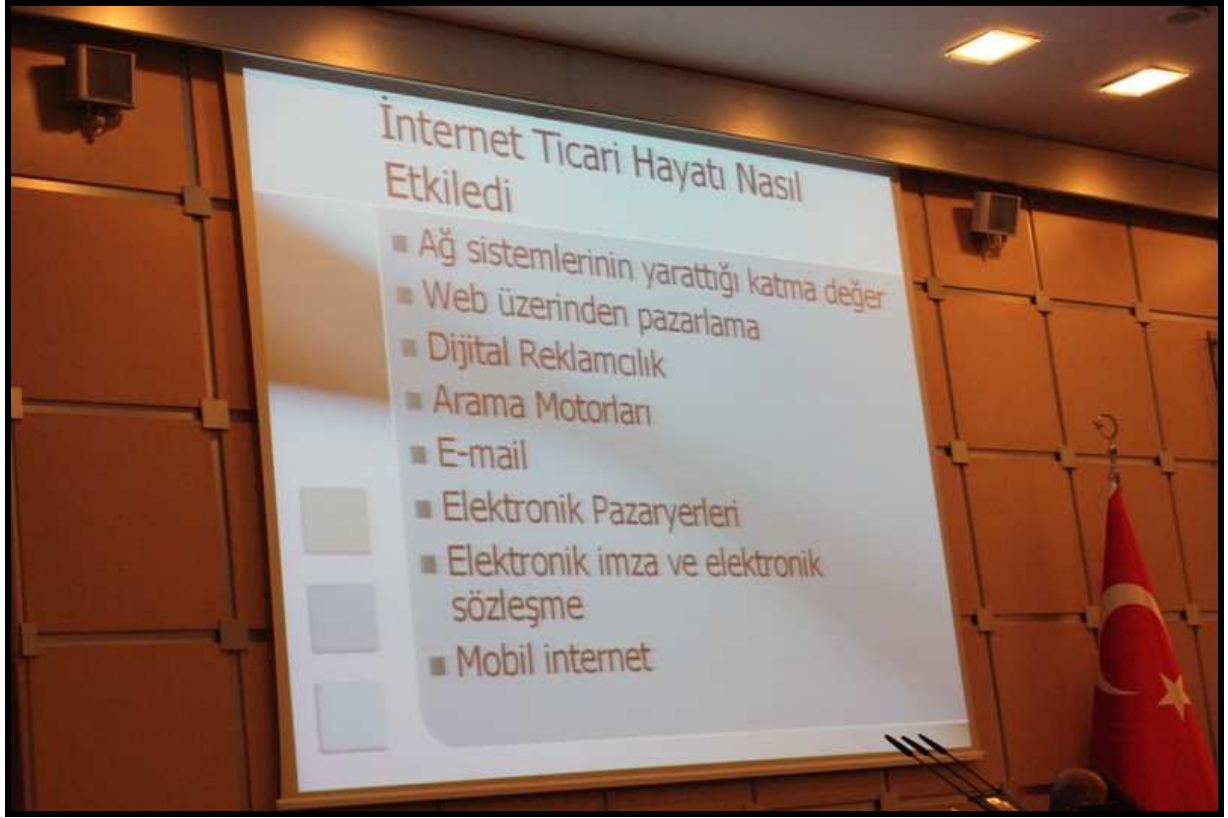 İnternet Ticari Hayatı Nasıl
Etkiledi
Ağ sistemlerinin yarattığı katma değer
Web üzerinden pazarlama
Dijital Reklamcılık
Arama Motorları
E-mail
Elektronik Pazaryerleri
Elektronik imza ve elektronik
sözleşme
Mobil internet